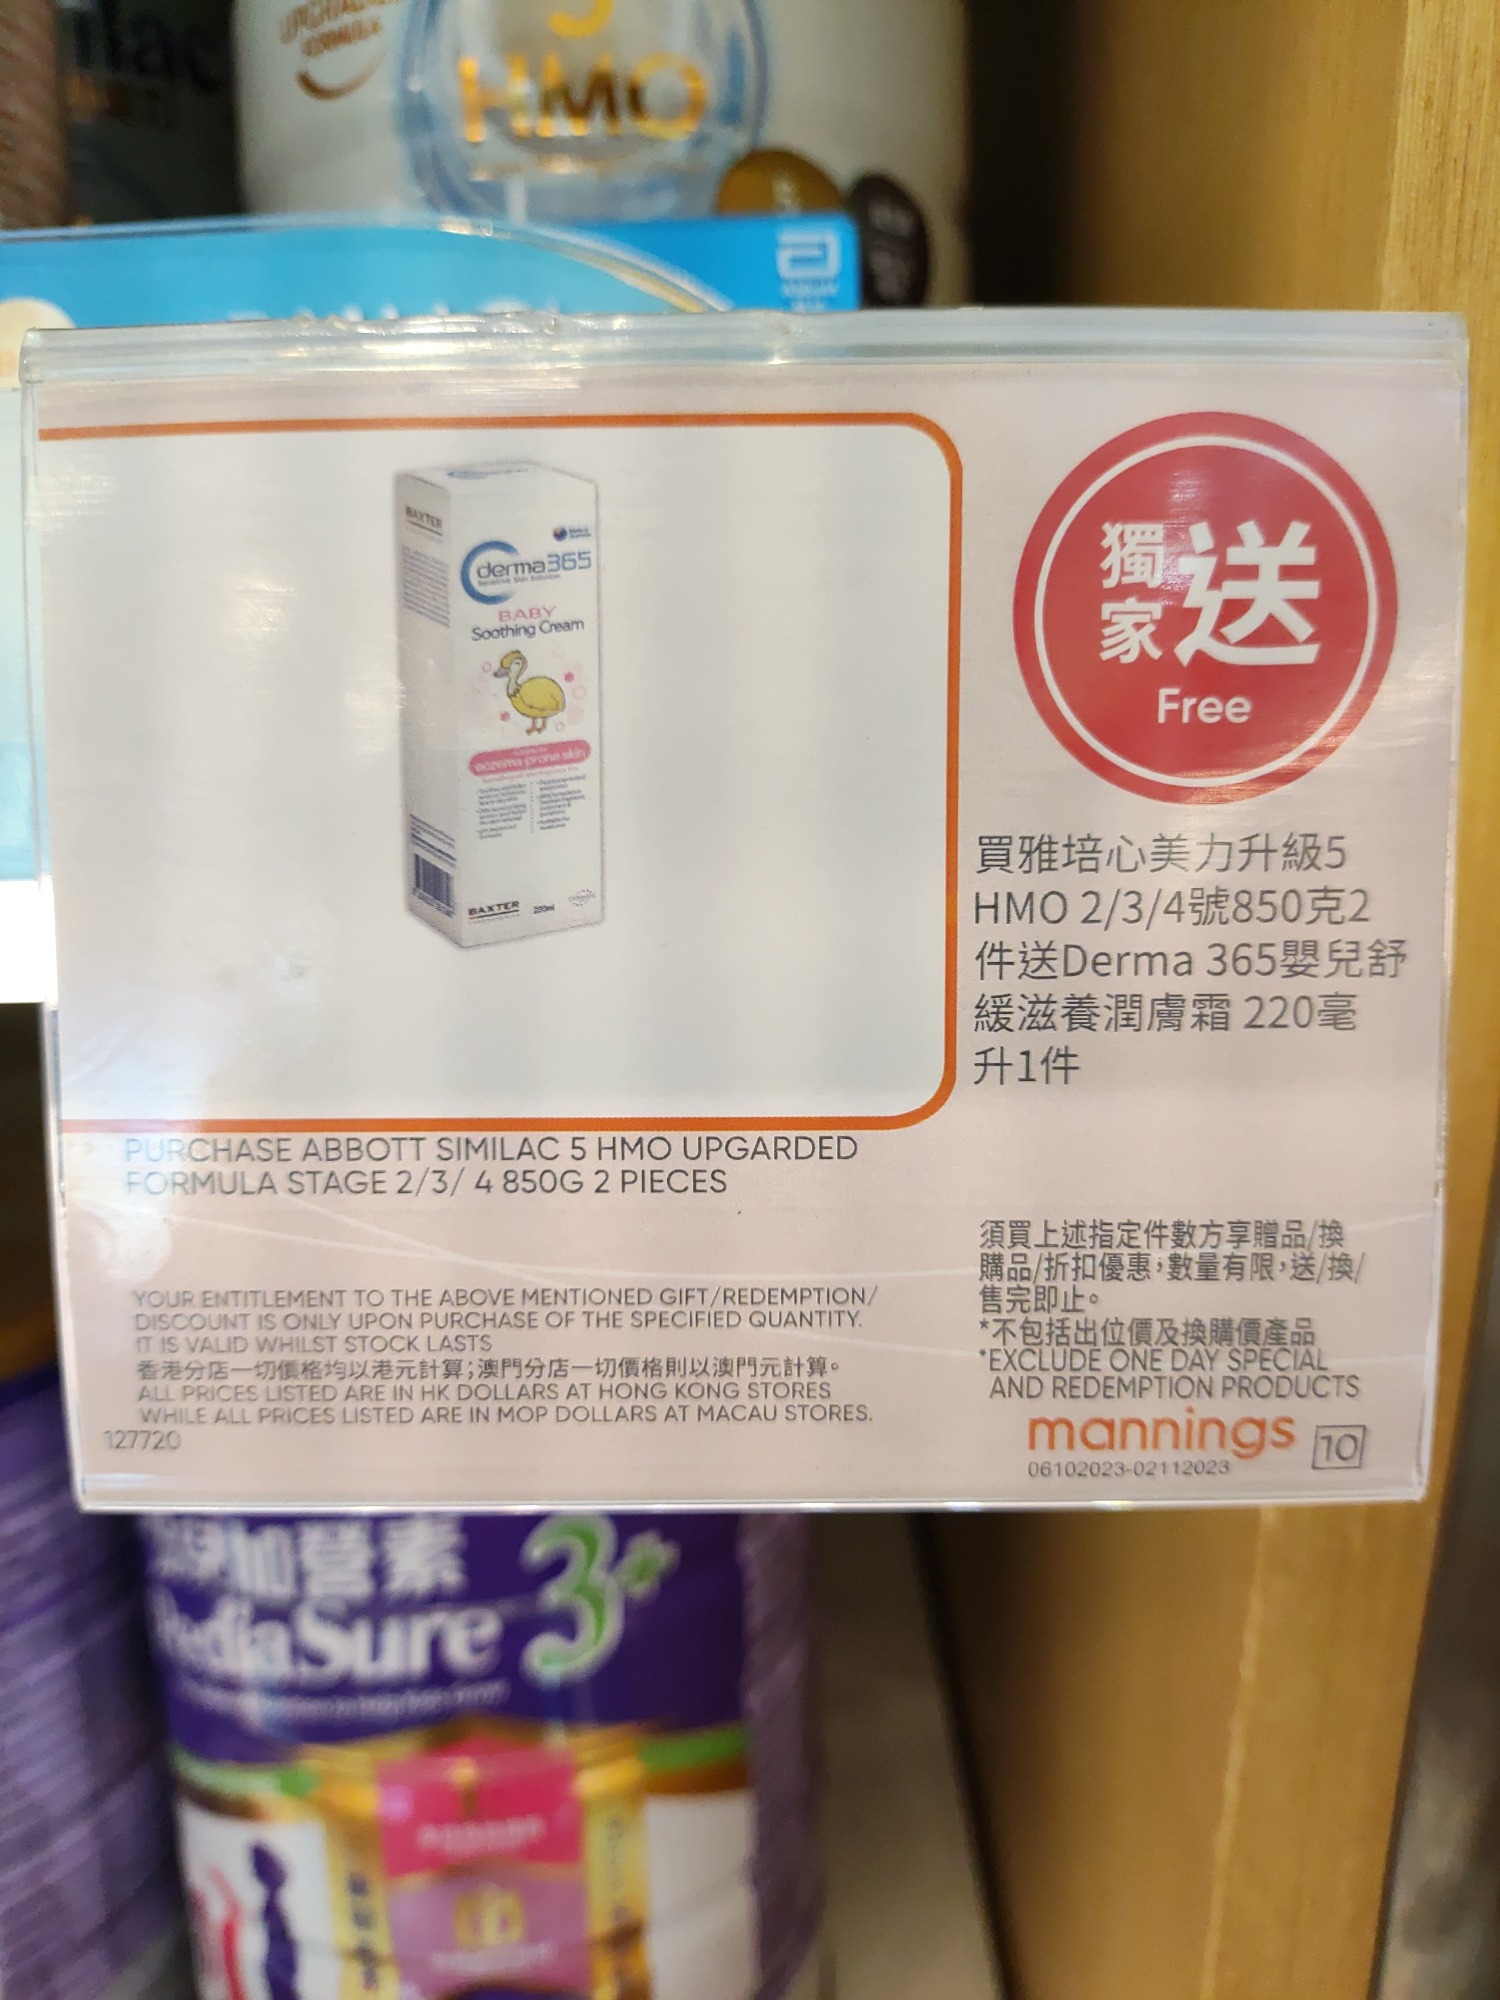 HMO
BAXTER
derma365
BABY
Soothing Cream
eczema prone skin
BAXTER
220ml
獨家送
Free
買雅培心美力升級5
HMO 2/3/4號850克2
件送Derma 365嬰兒舒
緩滋養潤膚霜 220毫
升1件
PURCHASE ABBOTT SIMILAC 5 HMO UPGARDED
FORMULA STAGE 2/3/ 4 850G 2 PIECES
YOUR ENTITLEMENT TO THE ABOVE MENTIONED GIFT/REDEMPTION/
DISCOUNT IS ONLY UPON PURCHASE OF THE SPECIFIED QUANTITY.
IT IS VALID WHILST STOCK LASTS
香港分店一切價格均以港元計算;澳門分店一切價格則以澳門元計算。
ALL PRICES LISTED ARE IN HK DOLLARS AT HONG KONG STORES
WHILE ALL PRICES LISTED ARE IN MOP DOLLARS AT MACAU STORES.
127720
須買上述指定件數方享贈品/換
購品/折扣優惠,數量有限,送/換/
售完即止。
*不包括出位價及換購價產品
*EXCLUDE ONE DAY SPECIAL
AND REDEMPTION PRODUCTS
mannings 10
06102023-02112023
加營素
PediaSure 3+